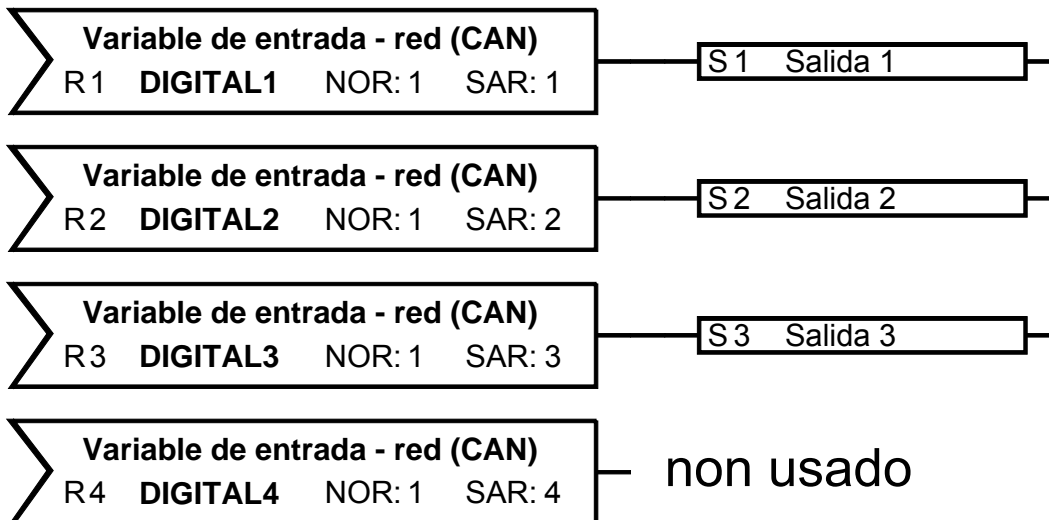 Variable de entrada - red (CAN)
R1 DIGITAL1 NOR: 1 SAR: 1
S1 Salida 1
Variable de entrada - red (CAN)
R2 DIGITAL2 NOR: 1 SAR: 2
S2 Salida 2
Variable de entrada - red (CAN)
R3 DIGITAL3 NOR: 1 SAR: 3
S3 Salida 3
Variable de entrada - red (CAN)
R4 DIGITAL4 NOR: 1 SAR: 4
non usado